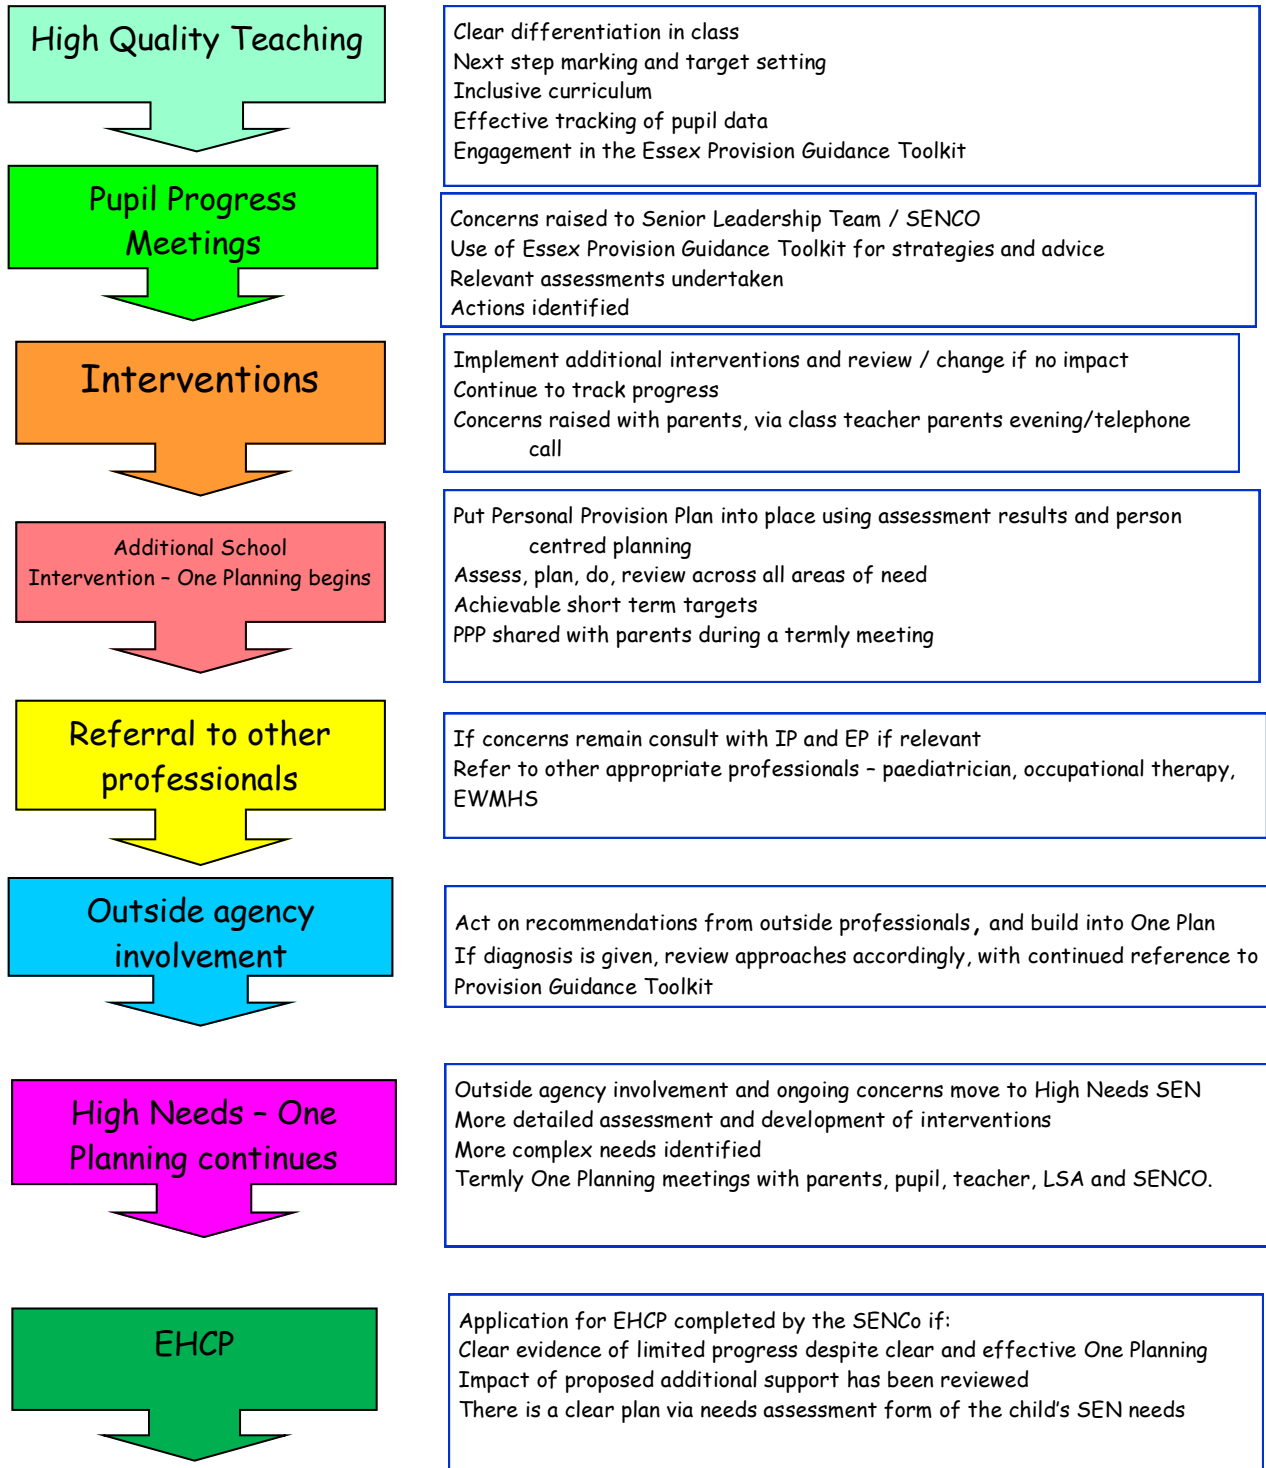 High Quality Teaching
Clear differentiation in class
Next step marking and target setting
Inclusive curriculum
Effective tracking of pupil data
Engagement in the Essex Provision Guidance Toolkit
Pupil Progress
Meetings
Concerns raised to Senior Leadership Team / SENCO
Use of Essex Provision Guidance Toolkit for strategies and advice
Relevant assessments undertaken
Actions identified
Interventions
Implement additional interventions and review / change if no impact
Continue to track progress
Concerns raised with parents, via class teacher parents evening/telephone
call
Additional School
Intervention – One Planning begins
Put Personal Provision Plan into place using assessment results and person
centred planning
Assess, plan, do, review across all areas of need
Achievable short term targets
PPP shared with parents during a termly meeting
Referral to other
professionals
If concerns remain consult with IP and EP if relevant
Refer to other appropriate professionals – paediatrician, occupational therapy,
EWMHS
Outside agency
involvement
Act on recommendations from outside professionals, and build into One Plan
If diagnosis is given, review approaches accordingly, with continued reference to
Provision Guidance Toolkit
High Needs – One
Planning continues
Outside agency involvement and ongoing concerns move to High Needs SEN
More detailed assessment and development of interventions
More complex needs identified
Termly One Planning meetings with parents, pupil, teacher, LSA and SENCO.
EHCP
Application for EHCP completed by the SENCo if:
Clear evidence of limited progress despite clear and effective One Planning
Impact of proposed additional support has been reviewed
There is a clear plan via needs assessment form of the child's SEN needs